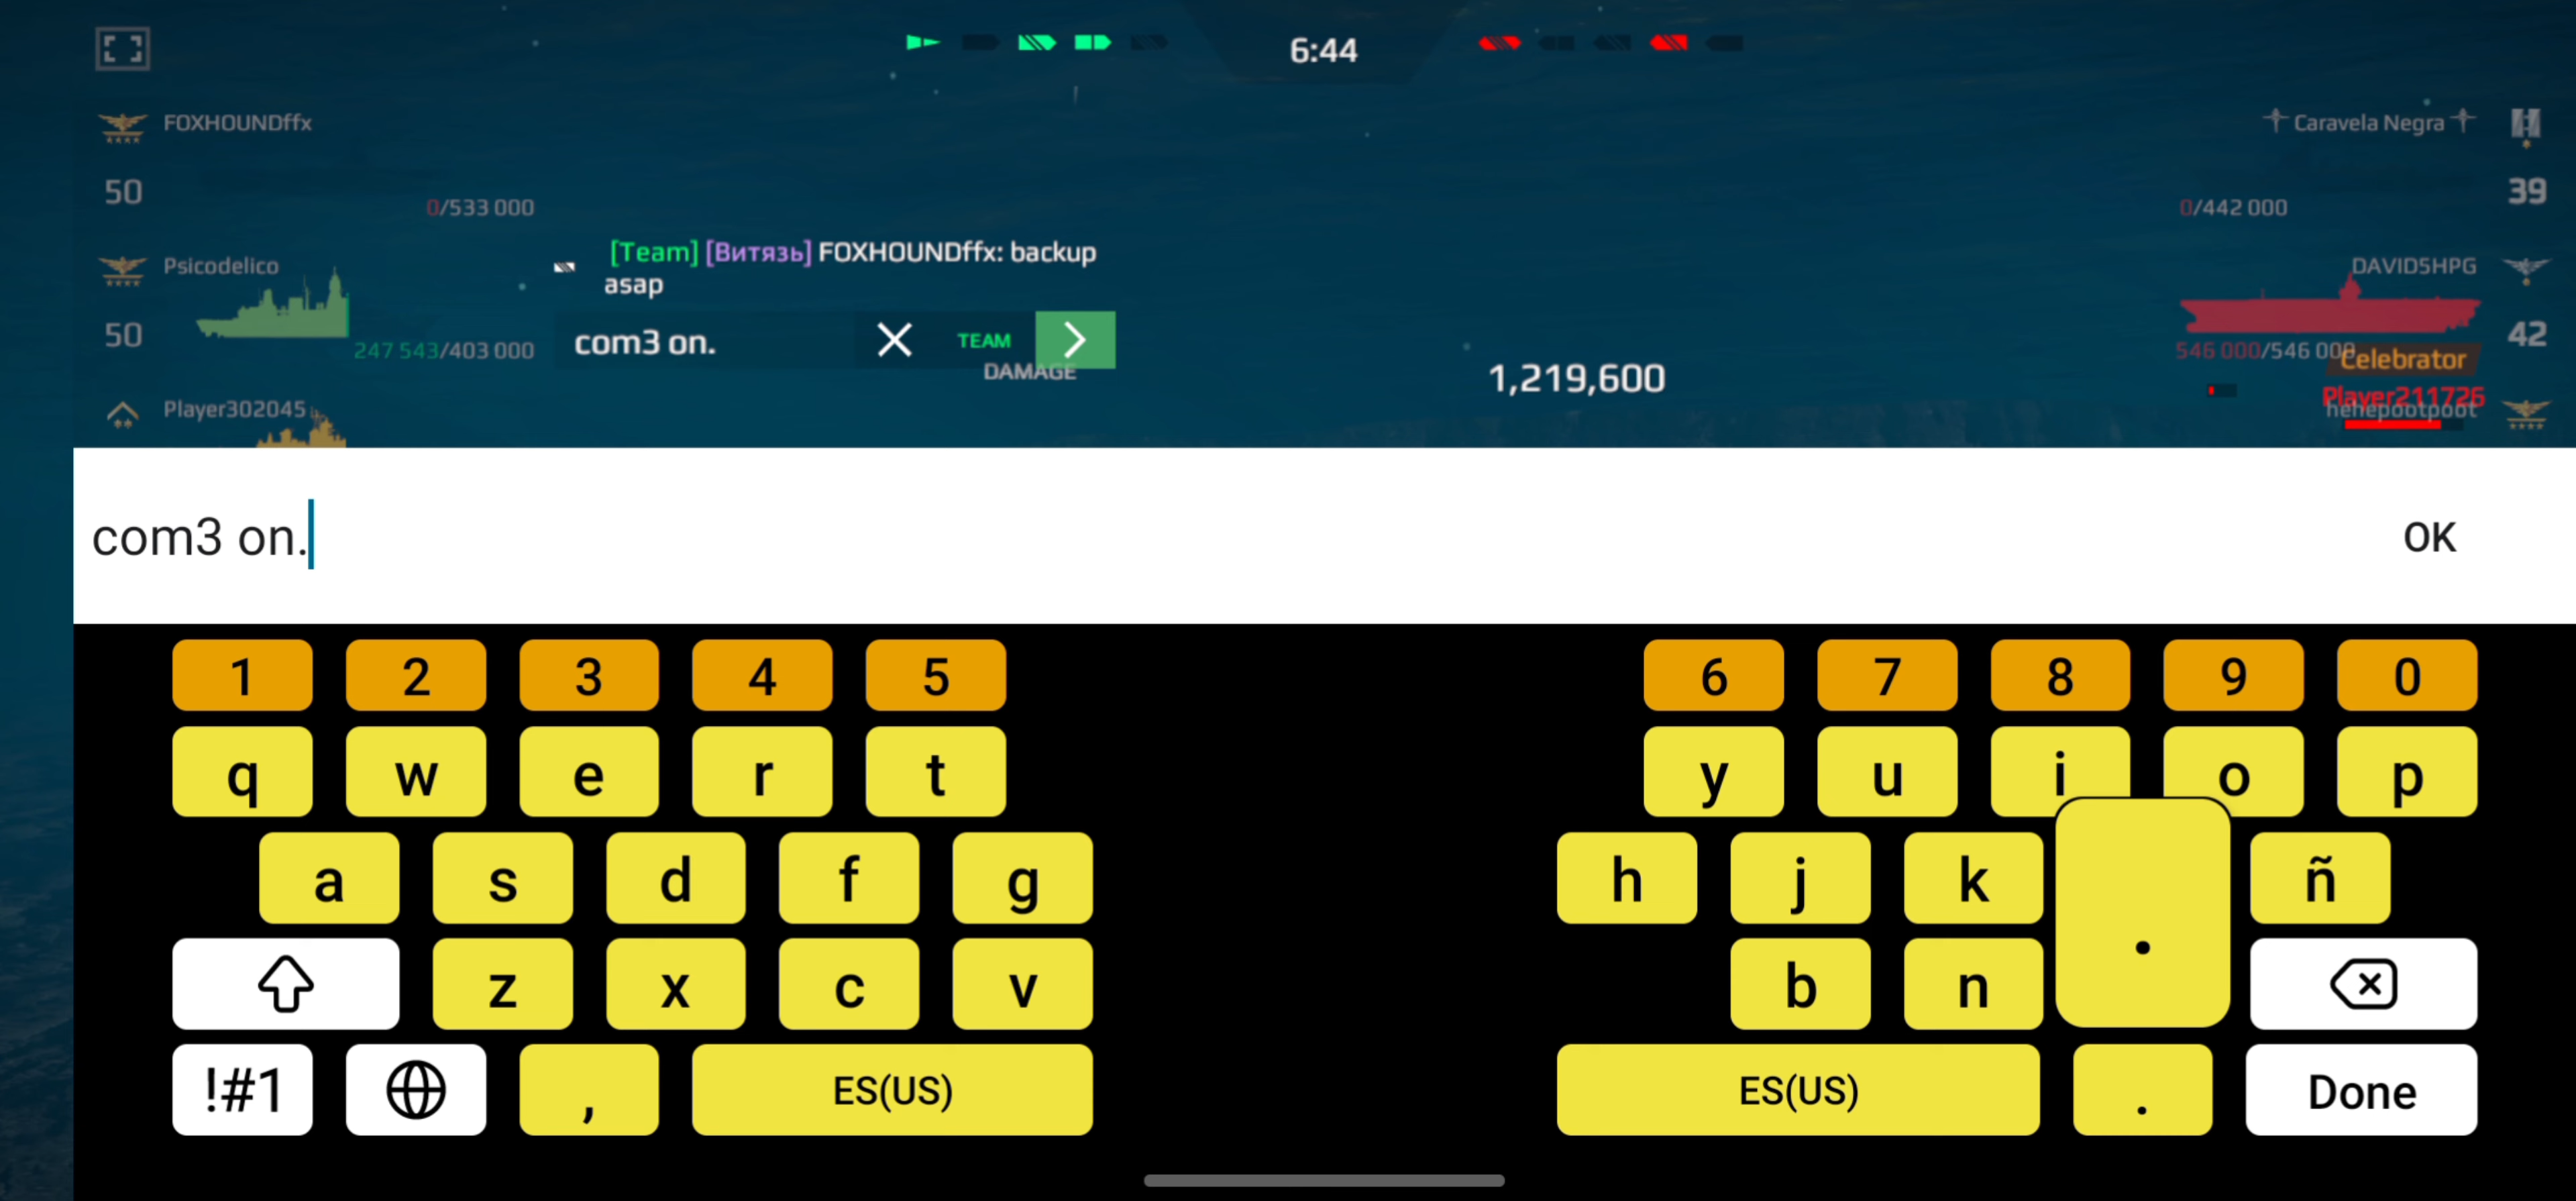 6:44
FOXHOUNDffx
Caravela Negra
50
39
0/533 000
0/442 000
[Team] [Витязь] FOXHOUNDffx: backup
asap
Psicodelico
DAVID5HPG
50
42
247 543/403 000
com3 on.
TEAM
546 000/546 000
Celebrator
DAMAGE
1,219,600
Player302045
Player211726
hehepootpoot
com3 on.
OK
1 2 3 4 5 6 7 8 9 0
q w e r t y u i o p
a s d f g h j k ñ
z x c v b n .
!#1 , ES(US) ES(US) . Done